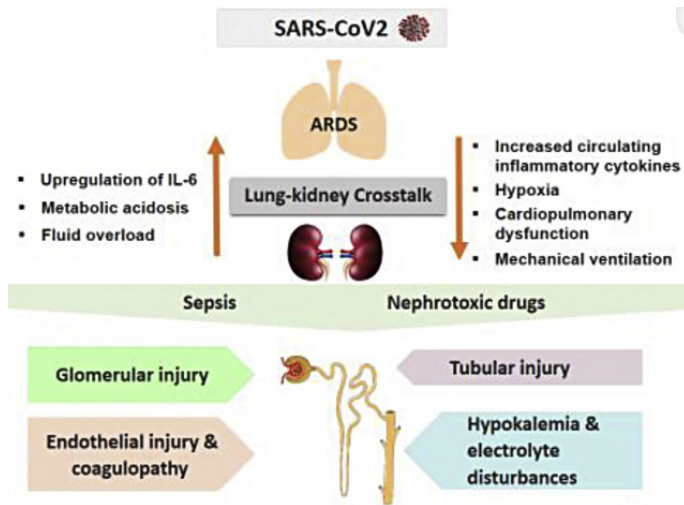 SARS-CoV2
ARDS
▪ Upregulation of IL-6
▪ Metabolic acidosis
▪ Fluid overload
Lung-kidney Crosstalk
▪ Increased circulating
inflammatory cytokines
▪ Hypoxia
▪ Cardiopulmonary
dysfunction
▪ Mechanical ventilation
Sepsis
Nephrotoxic drugs
Glomerular injury
Tubular injury
Endothelial injury &
coagulopathy
Hypokalemia &
electrolyte
disturbances